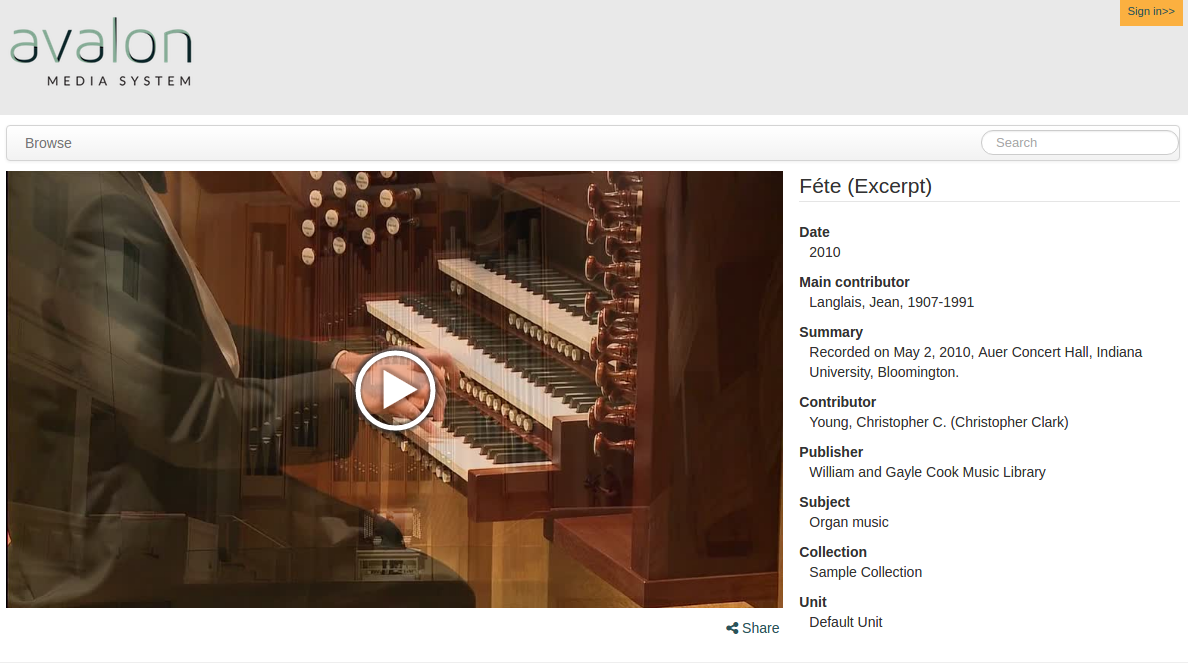 Sign in>>
avalon
MEDIA SYSTEM
Browse
Search
Féte (Excerpt)
Date
2010
Main contributor
Langlais, Jean, 1907-1991
Summary
Recorded on May 2, 2010, Auer Concert Hall, Indiana
University, Bloomington.
Contributor
Young, Christopher C. (Christopher Clark)
Publisher
William and Gayle Cook Music Library
Subject
Organ music
Collection
Sample Collection
Unit
Default Unit
Share